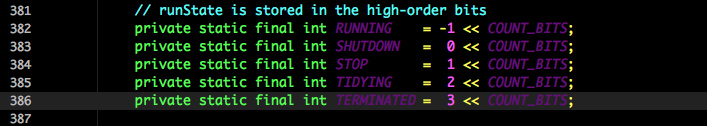 381 // runState is stored in the high-order bits
382 private static final int RUNNING    = -1 << COUNT_BITS;
383 private static final int SHUTDOWN   =  0 << COUNT_BITS;
384 private static final int STOP       =  1 << COUNT_BITS;
385 private static final int TIDYING    =  2 << COUNT_BITS;
386 private static final int TERMINATED =  3 << COUNT_BITS;
387